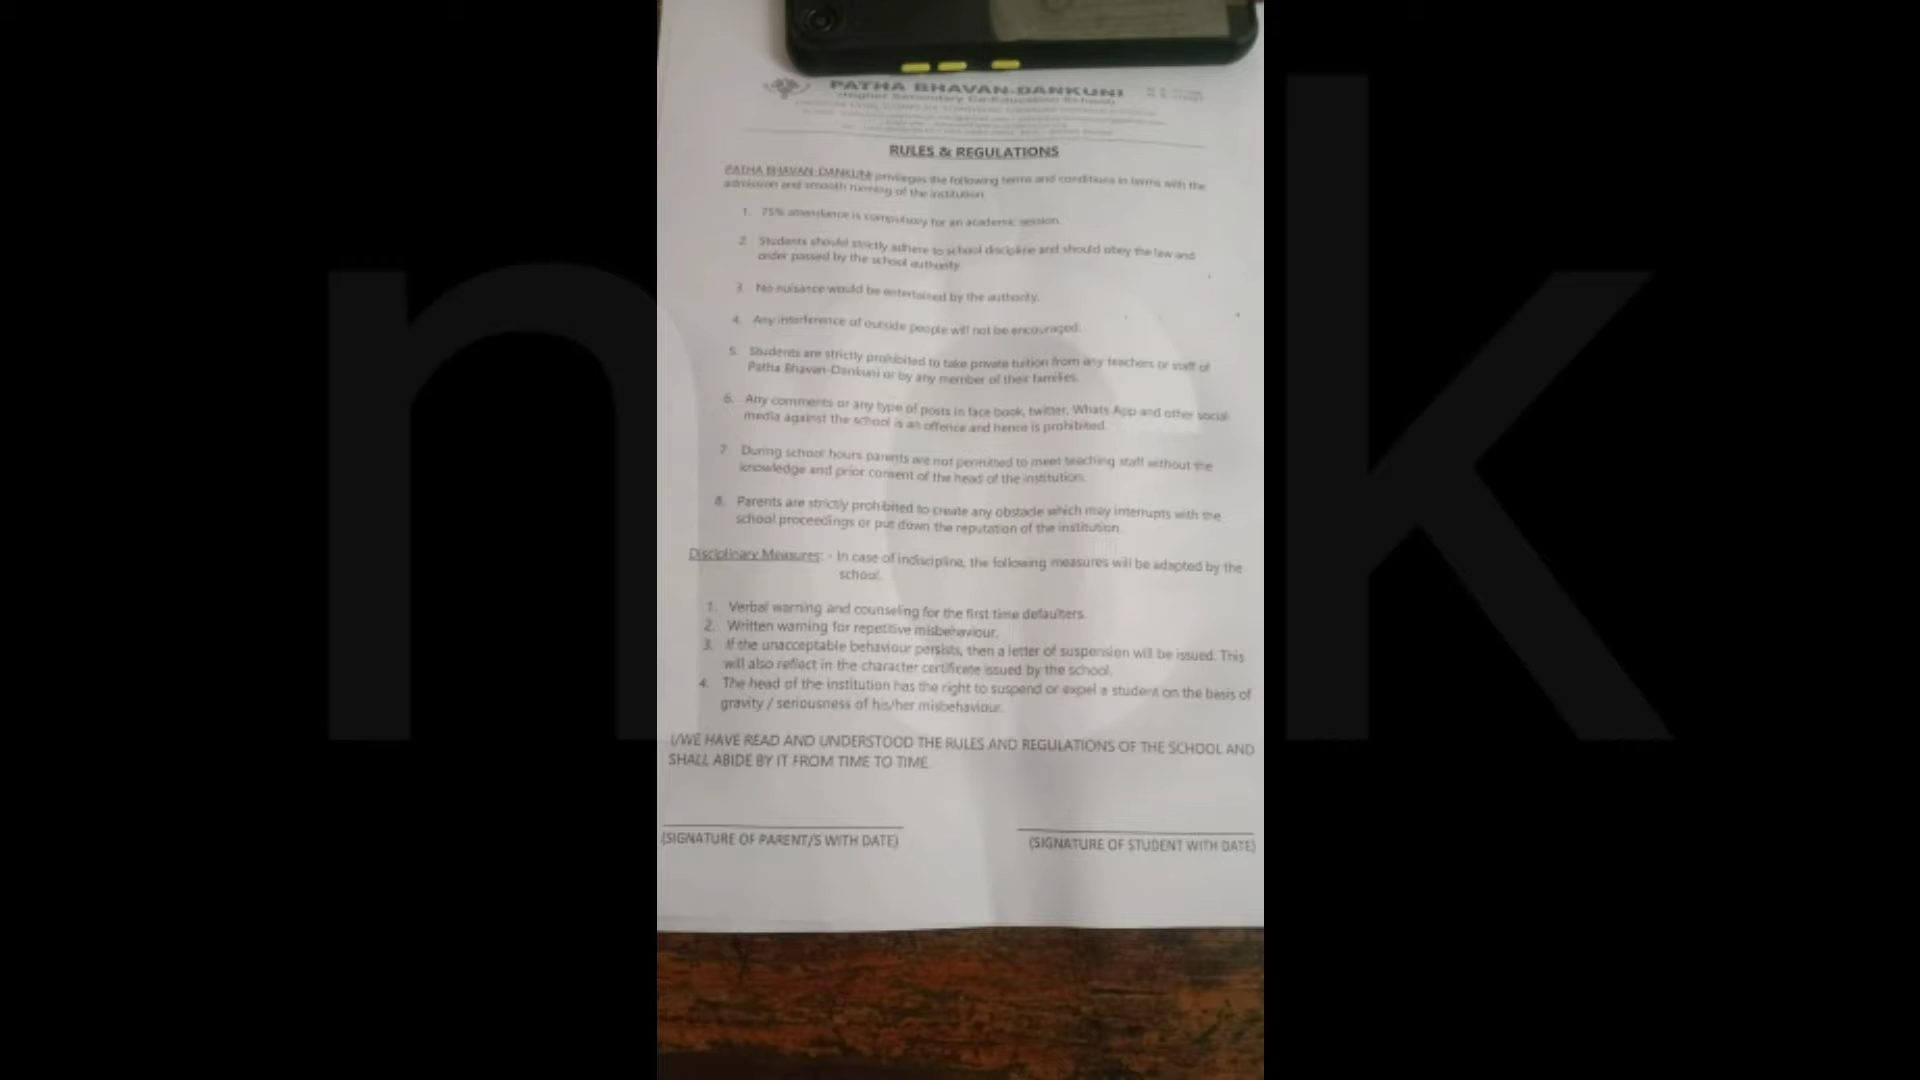 PATHA BHAVAN-DANKUNI
(Higher Secondary Co-Education School)
RULES & REGULATIONS
PATHA BHAVAN-DANKUNI privileges the following terms and conditions in terms with the
admission and smooth running of the institution.
1. 75% attendance is compulsory for an academic session.
2. Students should strictly adhere to school discipline and should obey the law and
order passed by the school authority.
3. No nuisance would be entertained by the authority.
4. Any interference of outside people will not be encouraged.
5. Students are strictly prohibited to take private tuition from any teachers or staff of
Patha Bhavan-Dankuni or by any member of their families.
6. Any comments or any type of posts in face book, twitter, Whats App and other social
media against the school is an offence and hence is prohibited.
7. During school hours parents are not permitted to meet teaching staff without the
knowledge and prior consent of the head of the institution.
8. Parents are strictly prohibited to create any obstacle which may interrupts with the
school proceedings or put down the reputation of the institution.
Disciplinary Measures: - In case of indiscipline, the following measures will be adapted by the
school.
1. Verbal warning and counseling for the first time defaulters.
2. Written warning for repetitive misbehaviour.
3. If the unacceptable behaviour persists, then a letter of suspension will be issued. This
will also reflect in the character certificate issued by the school.
4. The head of the institution has the right to suspend or expel a student on the basis of
gravity / seriousness of his/her misbehaviour.
I/WE HAVE READ AND UNDERSTOOD THE RULES AND REGULATIONS OF THE SCHOOL AND
SHALL ABIDE BY IT FROM TIME TO TIME.
(SIGNATURE OF PARENT/S WITH DATE) (SIGNATURE OF STUDENT WITH DATE)